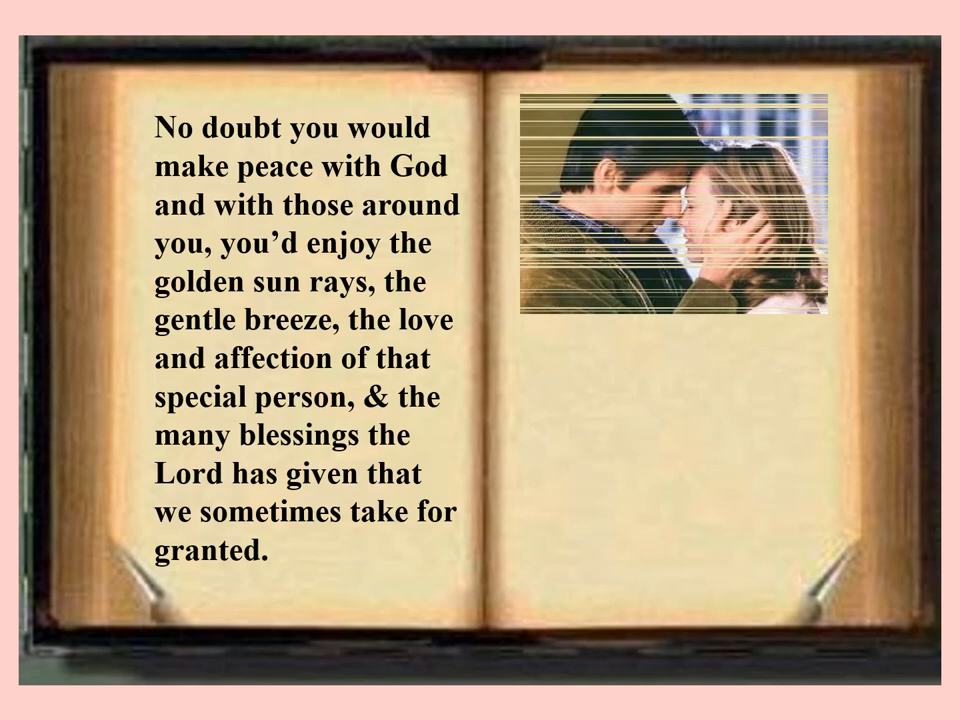 No doubt you would
make peace with God
and with those around
you, you’d enjoy the
golden sun rays, the
gentle breeze, the love
and affection of that
special person, & the
many blessings the
Lord has given that
we sometimes take for
granted.